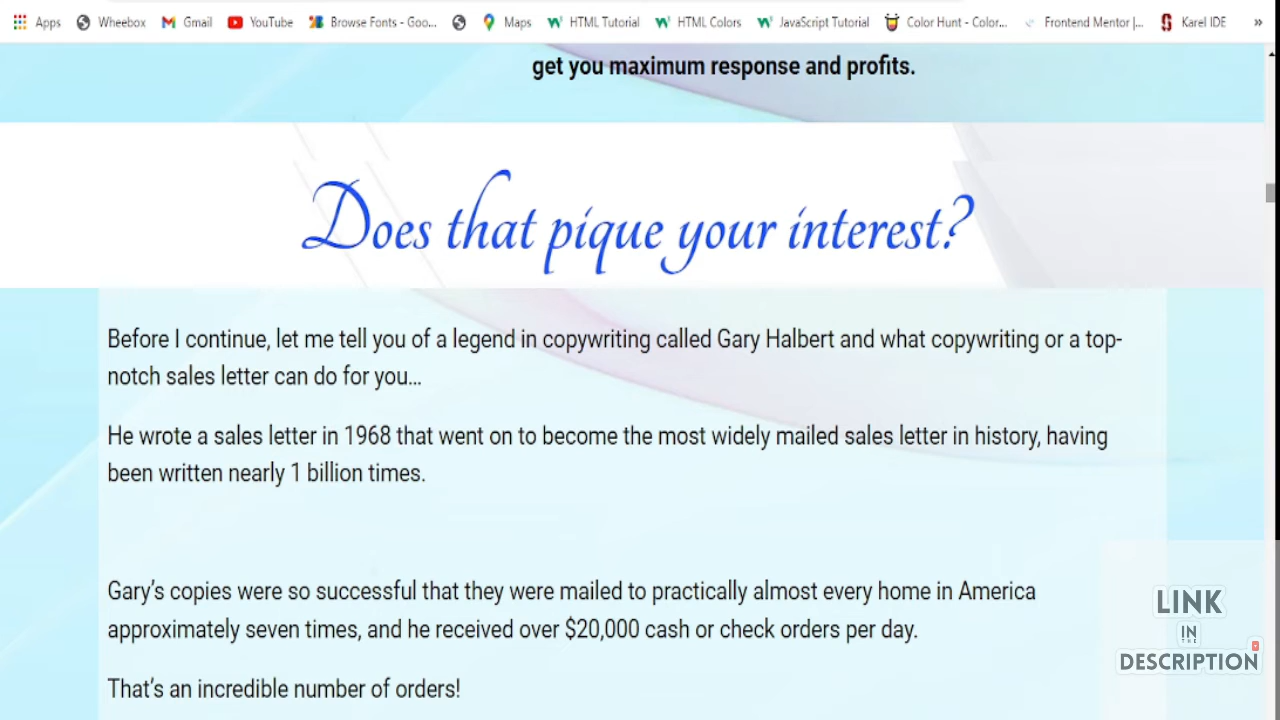 Apps Wheebox Gmail YouTube Browse Fonts - Goo... Maps HTML Tutorial HTML Colors JavaScript Tutorial Color Hunt - Color... Frontend Mentor |... Karel IDE »
get you maximum response and profits.
Does that pique your interest?
Before I continue, let me tell you of a legend in copywriting called Gary Halbert and what copywriting or a top-
notch sales letter can do for you...
He wrote a sales letter in 1968 that went on to become the most widely mailed sales letter in history, having
been written nearly 1 billion times.
Gary’s copies were so successful that they were mailed to practically almost every home in America
approximately seven times, and he received over $20,000 cash or check orders per day.
That’s an incredible number of orders!
LINK
IN
THE
DESCRIPTION